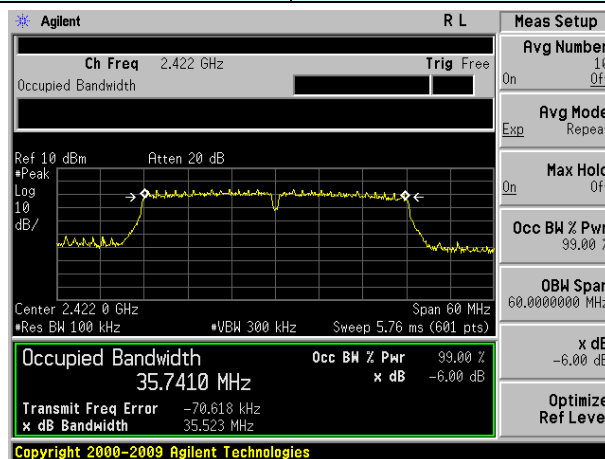 Agilent R L Meas Setup
Ch Freq 2.422 GHz Trig Free
Occupied Bandwidth
Avg Number
10
On Off
Avg Mode
Exp Repeat
Max Hold
On Off
Occ BW % Pwr
99.00 %
OBW Span
60.0000000 MHz
x dB
-6.00 dB
Optimize
Ref Level
Ref 10 dBm Atten 20 dB
#Peak
Log
10
dB/
Center 2.422 0 GHz Span 60 MHz
#Res BW 100 kHz #VBW 300 kHz Sweep 5.76 ms (601 pts)
Occupied Bandwidth Occ BW % Pwr 99.00 %
35.7410 MHz x dB -6.00 dB
Transmit Freq Error -70.618 kHz
x dB Bandwidth 35.523 MHz
Copyright 2000-2009 Agilent Technologies